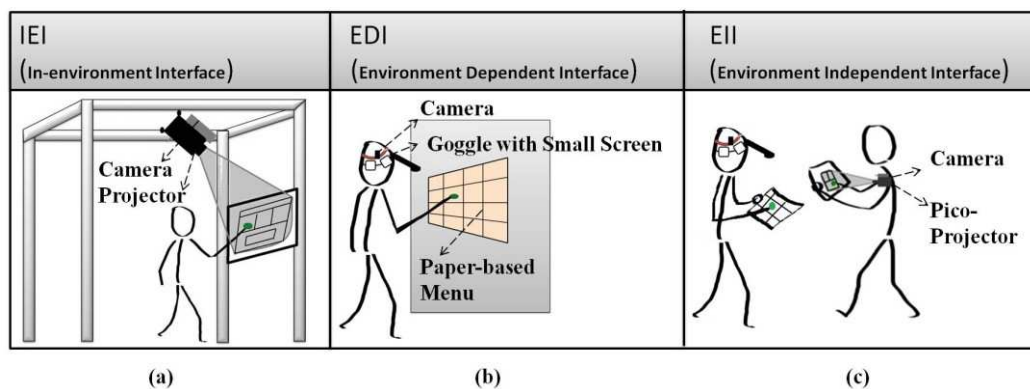 IEI
(In-environment Interface)
EDI
(Environment Dependent Interface)
EII
(Environment Independent Interface)
Camera
Projector
Camera
Goggle with Small Screen
Paper-based
Menu
Camera
Pico-
Projector
(a)
(b)
(c)